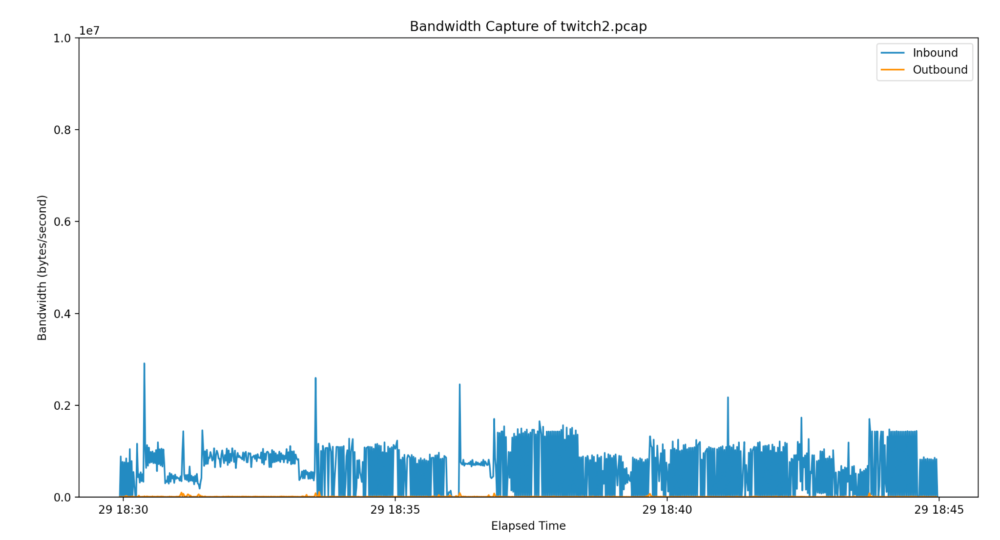 Bandwidth Capture of twitch2.pcap
1e7
1.0
0.8
0.6
0.4
0.2
0.0
Bandwidth (bytes/second)
Inbound
Outbound
29 18:30
29 18:35
29 18:40
29 18:45
Elapsed Time